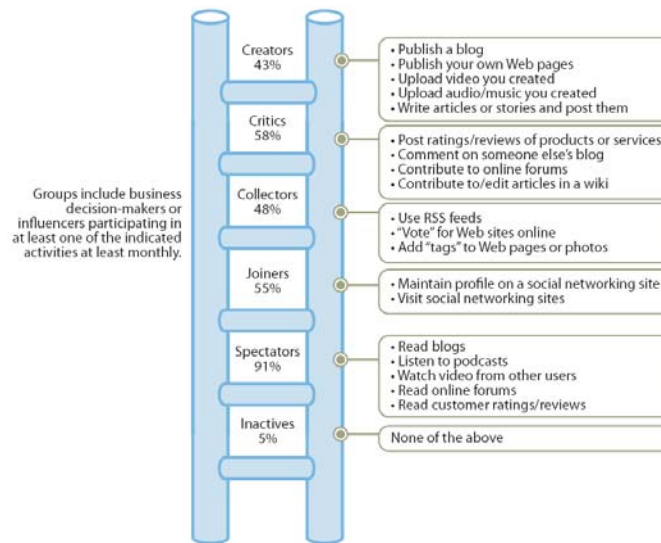 Creators
43%
• Publish a blog
• Publish your own Web pages
• Upload video you created
• Upload audio/music you created
• Write articles or stories and post them
Critics
58%
• Post ratings/reviews of products or services
• Comment on someone else's blog
• Contribute to online forums
• Contribute to/edit articles in a wiki
Groups include business
decision-makers or
influencers participating in
at least one of the indicated
activities at least monthly.
Collectors
48%
• Use RSS feeds
• “Vote” for Web sites online
• Add “tags” to Web pages or photos
Joiners
55%
• Maintain profile on a social networking site
• Visit social networking sites
Spectators
91%
• Read blogs
• Listen to podcasts
• Watch video from other users
• Read online forums
• Read customer ratings/reviews
Inactives
5%
None of the above